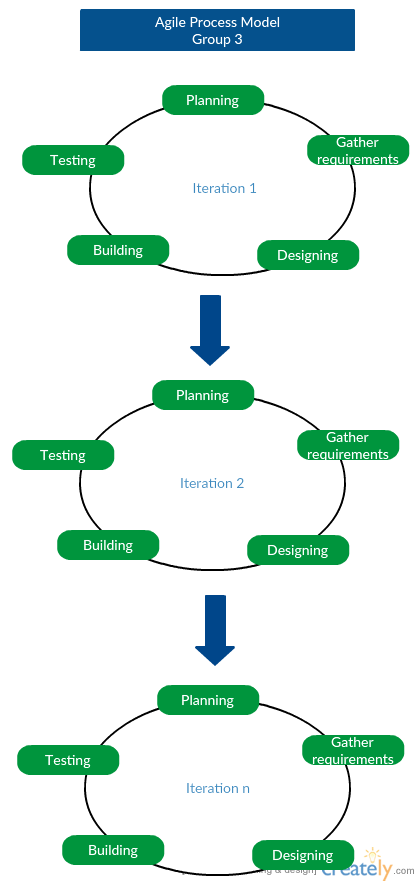 Agile Process Model
Group 3
Planning
Gather
requirements
Testing
Iteration 1
Building
Designing
Planning
Gather
requirements
Testing
Iteration 2
Building
Designing
Planning
Gather
requirements
Testing
Iteration n
Building
Designing
& design]
creately.com